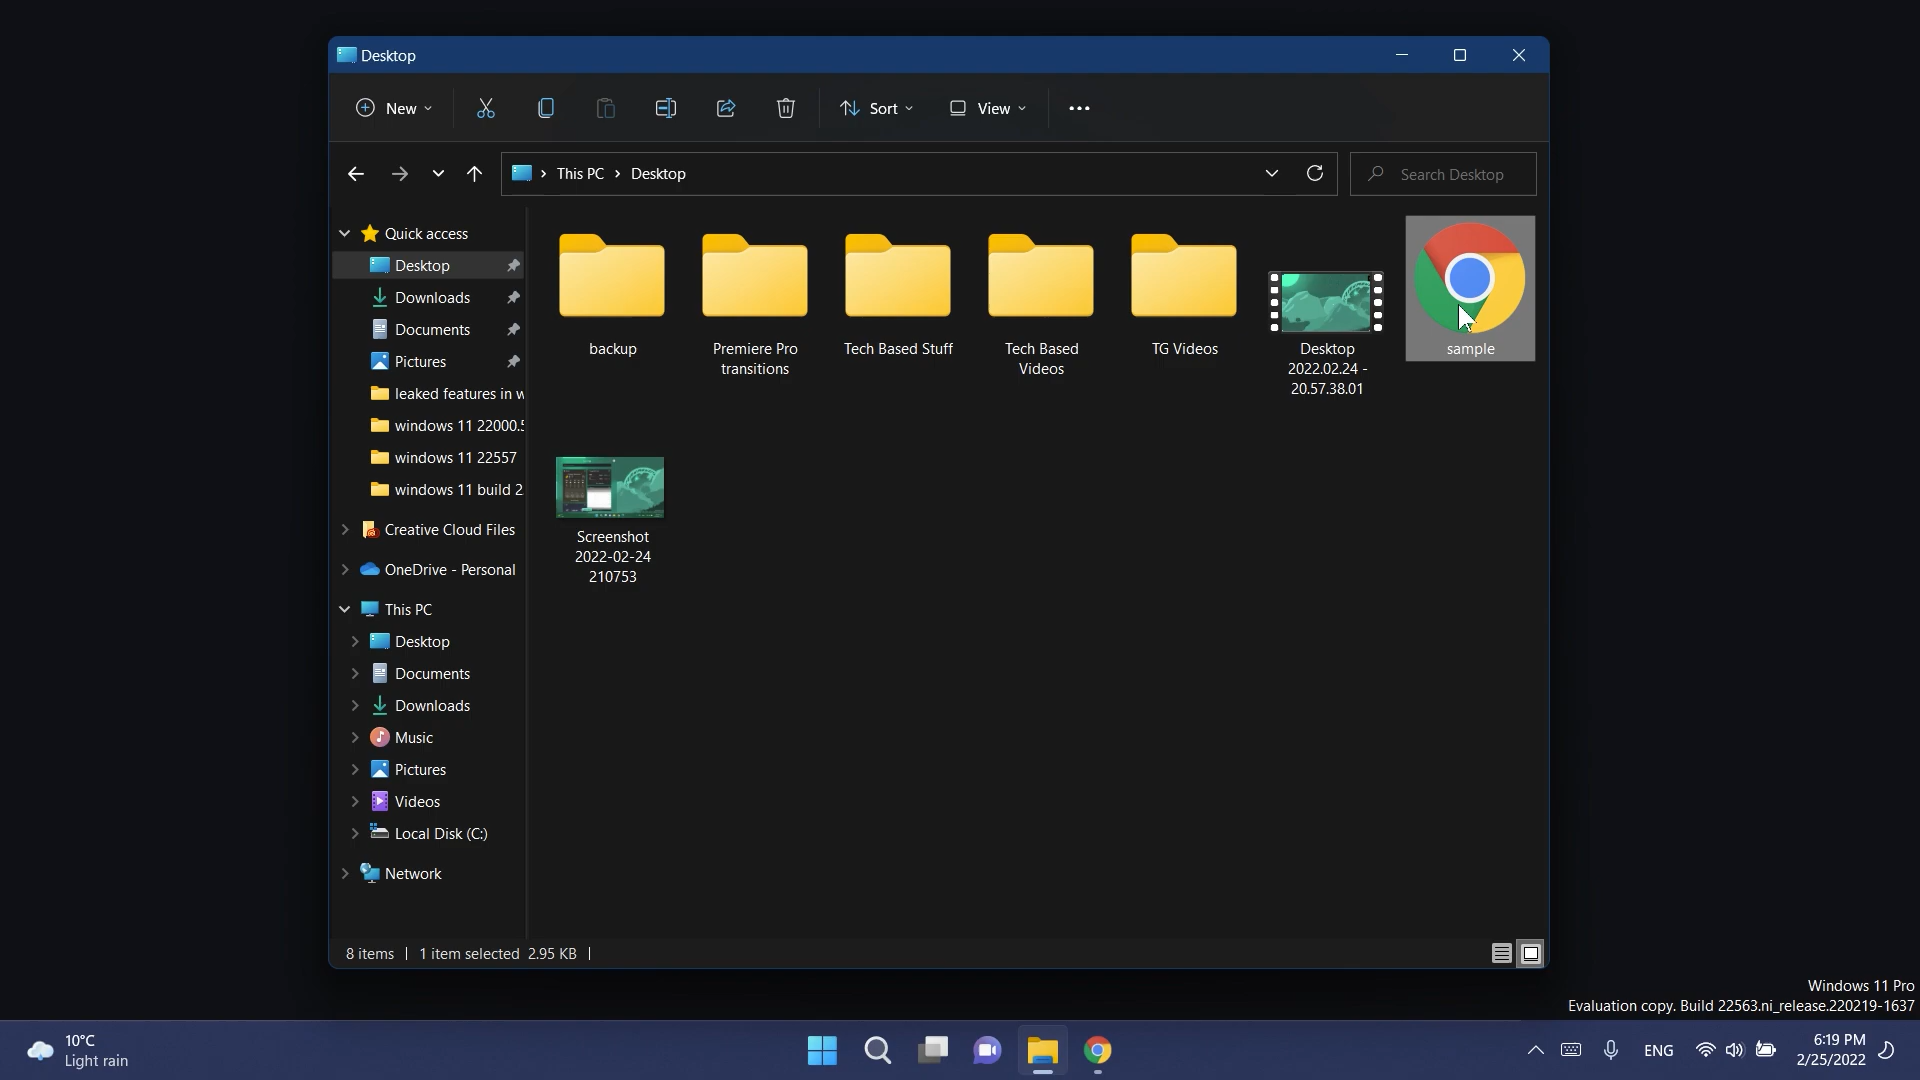 Desktop
New
Sort
View
This PC
Desktop
Search Desktop
Quick access
Desktop
Downloads
Documents
Pictures
leaked features in w
windows 11 22000.5
windows 11 22557
windows 11 build 2
Creative Cloud Files
OneDrive - Personal
This PC
Desktop
Documents
Downloads
Music
Pictures
Videos
Local Disk (C:)
Network
backup
Premiere Pro
transitions
Tech Based Stuff
Tech Based
Videos
TG Videos
Desktop
2022.02.24 -
20.57.38.01
sample
Screenshot
2022-02-24
210753
8 items
1 item selected 2.95 KB
Windows 11 Pro
Evaluation copy. Build 22563.ni_release.220219-1637
10°C
Light rain
ENG
6:19 PM
2/25/2022